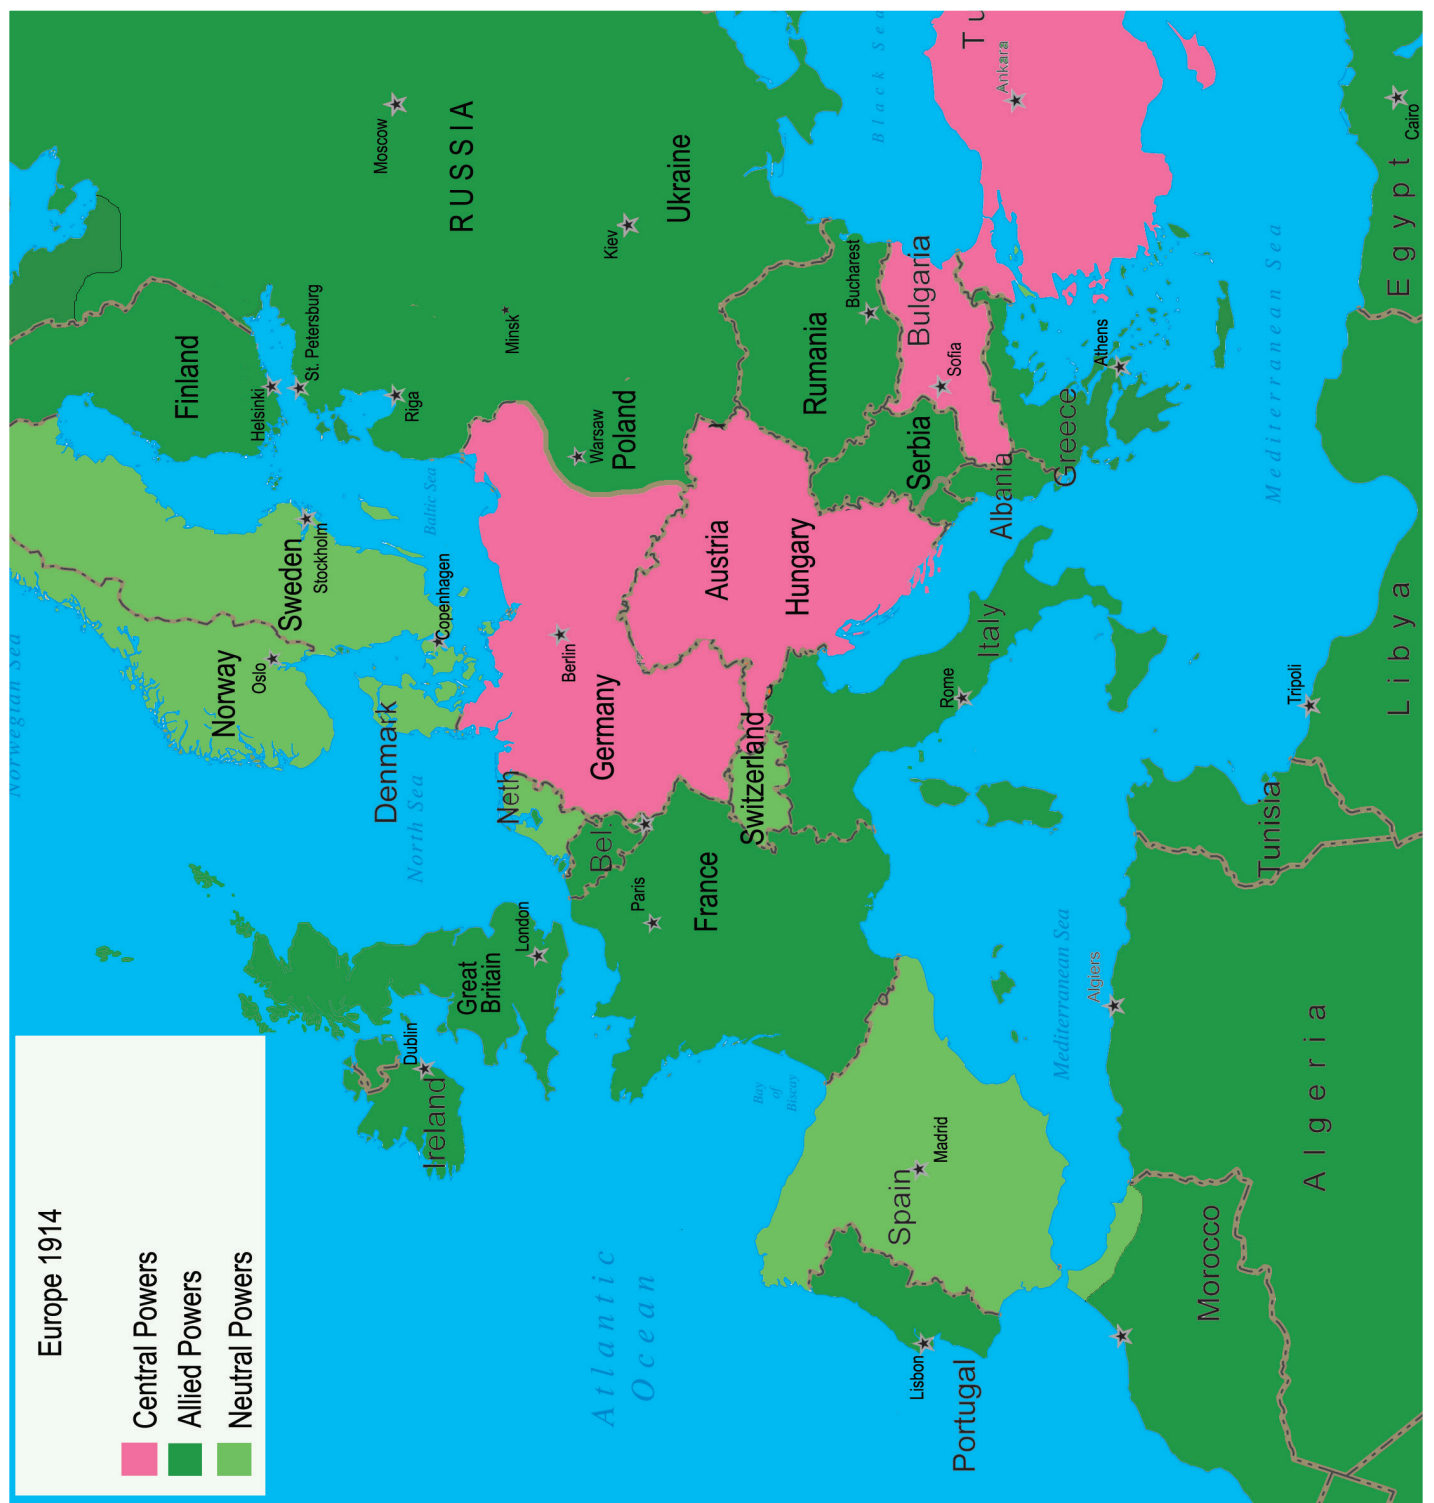 Europe 1914
Central Powers
Allied Powers
Neutral Powers
Norwegian Sea
Norway
Oslo
Sweden
Stockholm
Finland
Helsinki
St. Petersburg
Riga
Moscow
RUSSIA
Minsk
Kiev
Ukraine
Warsaw
Poland
Baltic Sea
Copenhagen
Denmark
North Sea
Neth
Bel.
Berlin
Germany
Austria
Hungary
Switzerland
Ireland
Dublin
Great
Britain
London
Paris
France
Bay
of
Biscay
Atlantic
Ocean
Portugal
Lisbon
Spain
Madrid
Italy
Rome
Serbia
Albania
Greece
Athens
Rumania
Bucharest
Bulgaria
Sofia
Black Sea
Tu
Ankara
Mediterranean Sea
Mediterranean Sea
Morocco
Algeria
Algiers
Tunisia
Tripoli
Libya
Egypt
Cairo